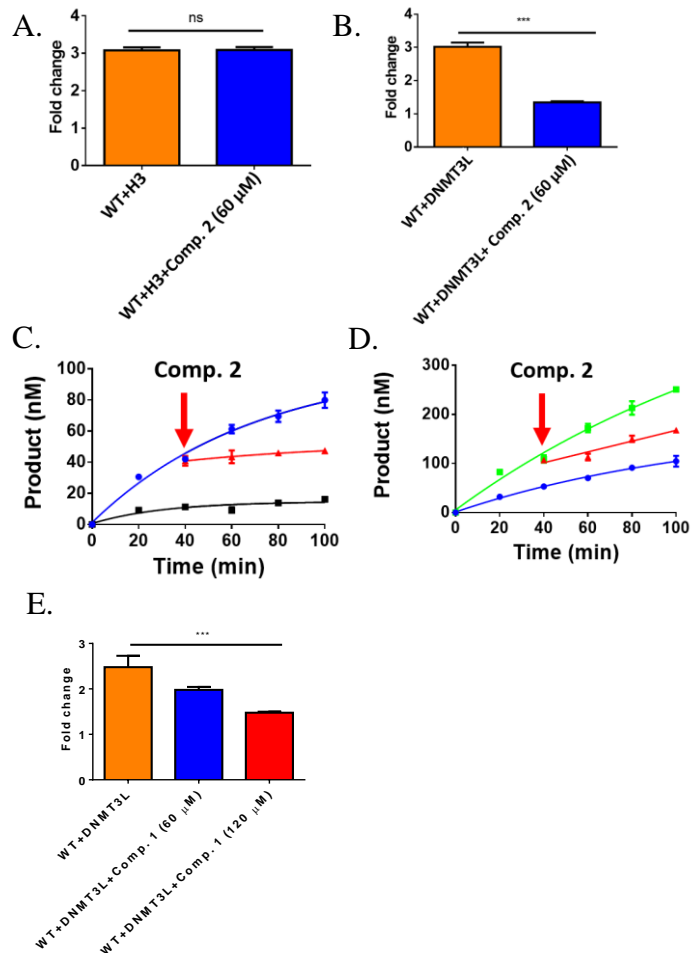 A.
ns
Fold change
4
3
2
1
0
WT+H3
WT+H3+Comp. 2 (60 µM)
B.
***
Fold change
4
3
2
1
0
WT+DNMT3L
WT+DNMT3L+ Comp. 2 (60 µM)
C.
Comp. 2
Product (nM)
100
80
60
40
20
0
0 20 40 60 80 100
Time (min)
D.
Comp. 2
Product (nM)
300
200
100
0
0 20 40 60 80 100
Time (min)
E.
***
Fold change
3
2
1
0
WT+DNMT3L
WT+DNMT3L+Comp. 1 (60 µM)
WT+DNMT3L+Comp. 1 (120 µM)